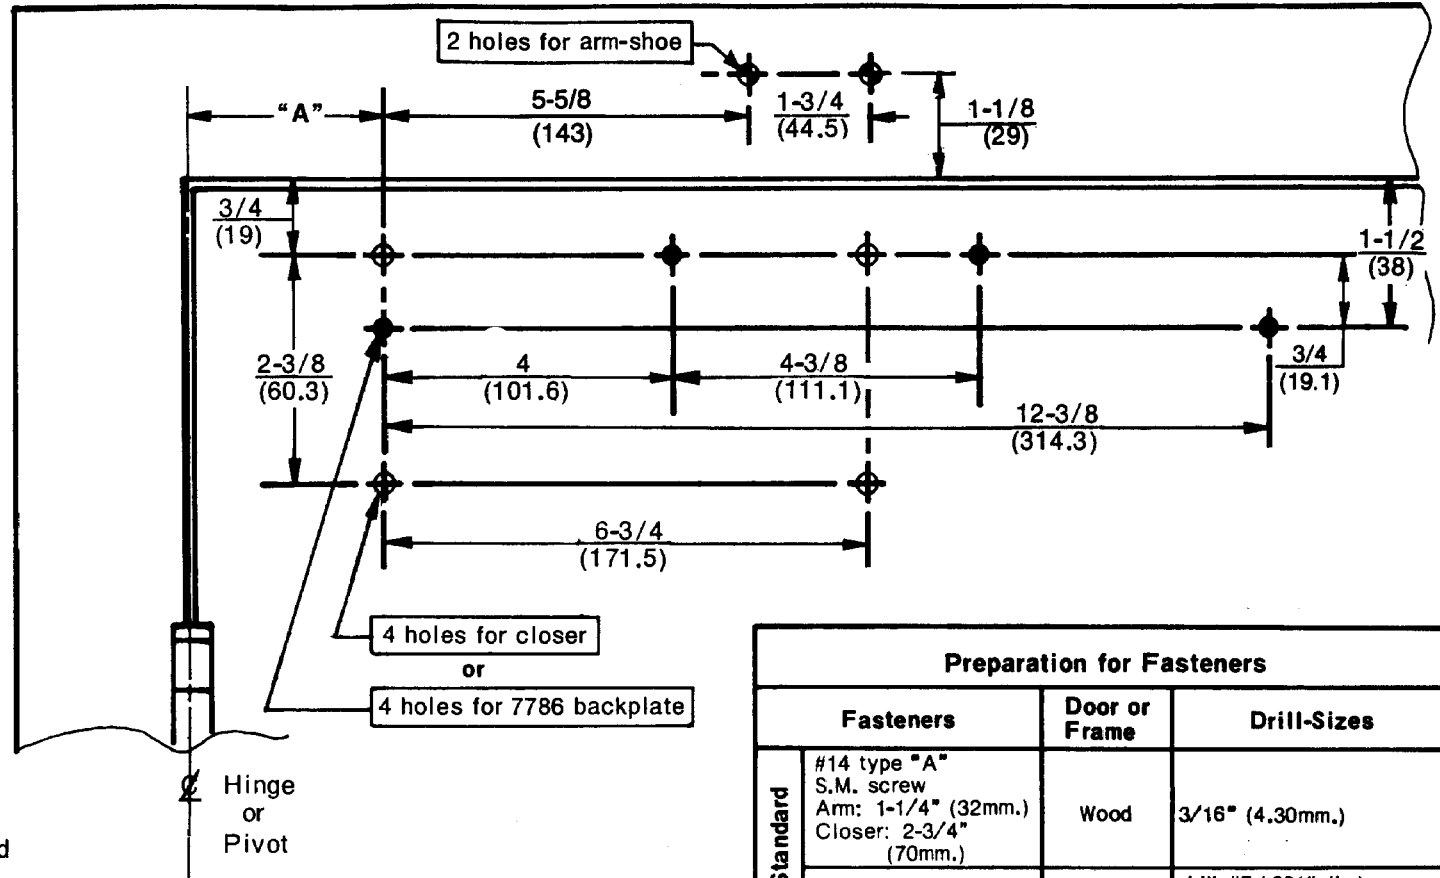 2 holes for arm-shoe
"A"
5-5/8
(143)
1-3/4
(44.5)
1-1/8
(29)
3/4
(19)
1-1/2
(38)
2-3/8
(60.3)
4
(101.6)
4-3/8
(111.1)
3/4
(19.1)
12-3/8
(314.3)
6-3/4
(171.5)
4 holes for closer
or
4 holes for 7786 backplate
Preparation for Fasteners
Fasteners
Door or
Frame
Drill-Sizes
Standard
#14 type "A"
S.M. screw
Arm: 1-1/4" (32mm.)
Closer: 2-3/4"
(70mm.)
Wood
3/16" (4.30mm.)
℄ Hinge
or
Pivot
d